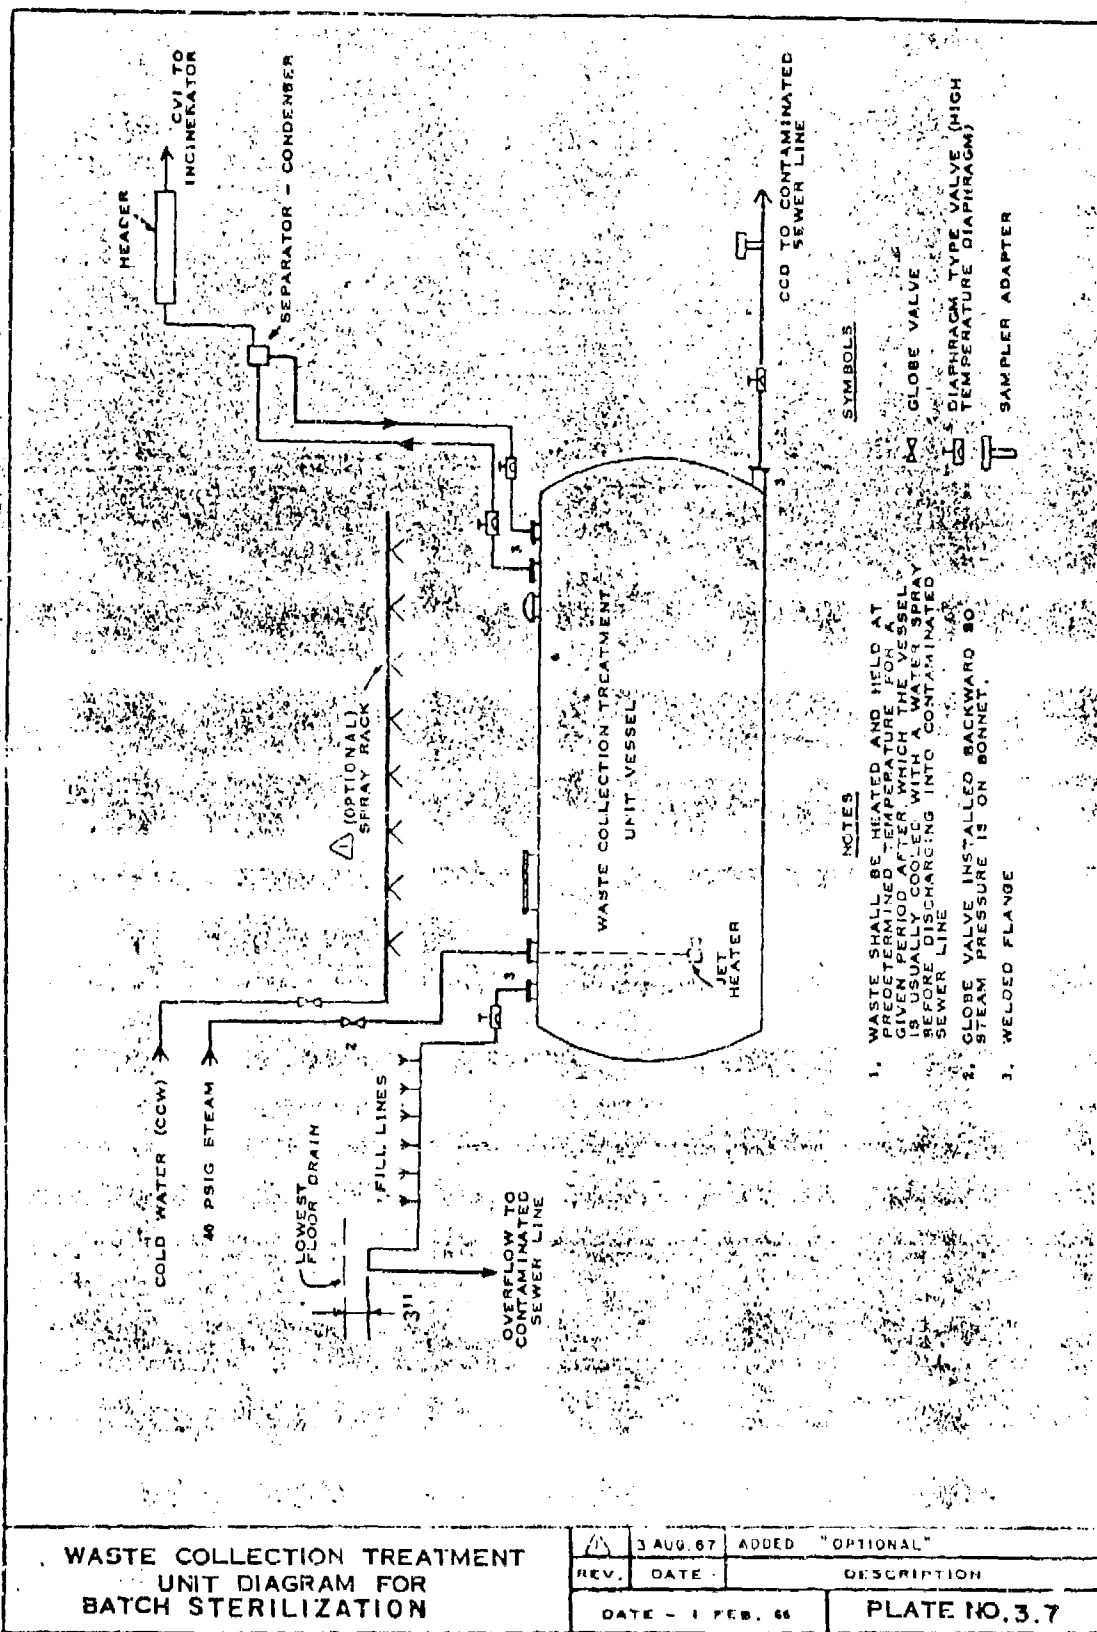 CVI TO
INCINERATOR
HEADER
SEPARATOR - CONDENSER
COLD WATER (CCW)
40 PSIG STEAM
(OPTIONAL)
SPRAY RACK
1
LOWEST
FLOOR DRAIN
FILL LINES
2
3"
OVERFLOW TO
CONTAMINATED
SEWER LINE
3
3
WASTE COLLECTION TREATMENT
UNIT VESSEL
JET
HEATER
3
CCD TO CONTAMINATED
SEWER LINE
NOTES
1. WASTE SHALL BE HEATED AND HELD AT
PREDETERMINED TEMPERATURE FOR A
GIVEN PERIOD AFTER WHICH THE VESSEL
IS USUALLY COOLED WITH A WATER SPRAY
BEFORE DISCHARGING INTO CONTAMINATED
SEWER LINE
2. GLOBE VALVE INSTALLED BACKWARD SO
STEAM PRESSURE IS ON BONNET.
3. WELDED FLANGE
SYMBOLS
GLOBE VALVE
DIAPHRAGM TYPE VALVE (HIGH
TEMPERATURE DIAPHRAGM)
SAMPLER ADAPTER
WASTE COLLECTION TREATMENT
UNIT DIAGRAM FOR
BATCH STERILIZATION
1 3 AUG. 67 ADDED "OPTIONAL"
REV. DATE DESCRIPTION
DATE - 1 FEB. 66
PLATE NO. 3.7